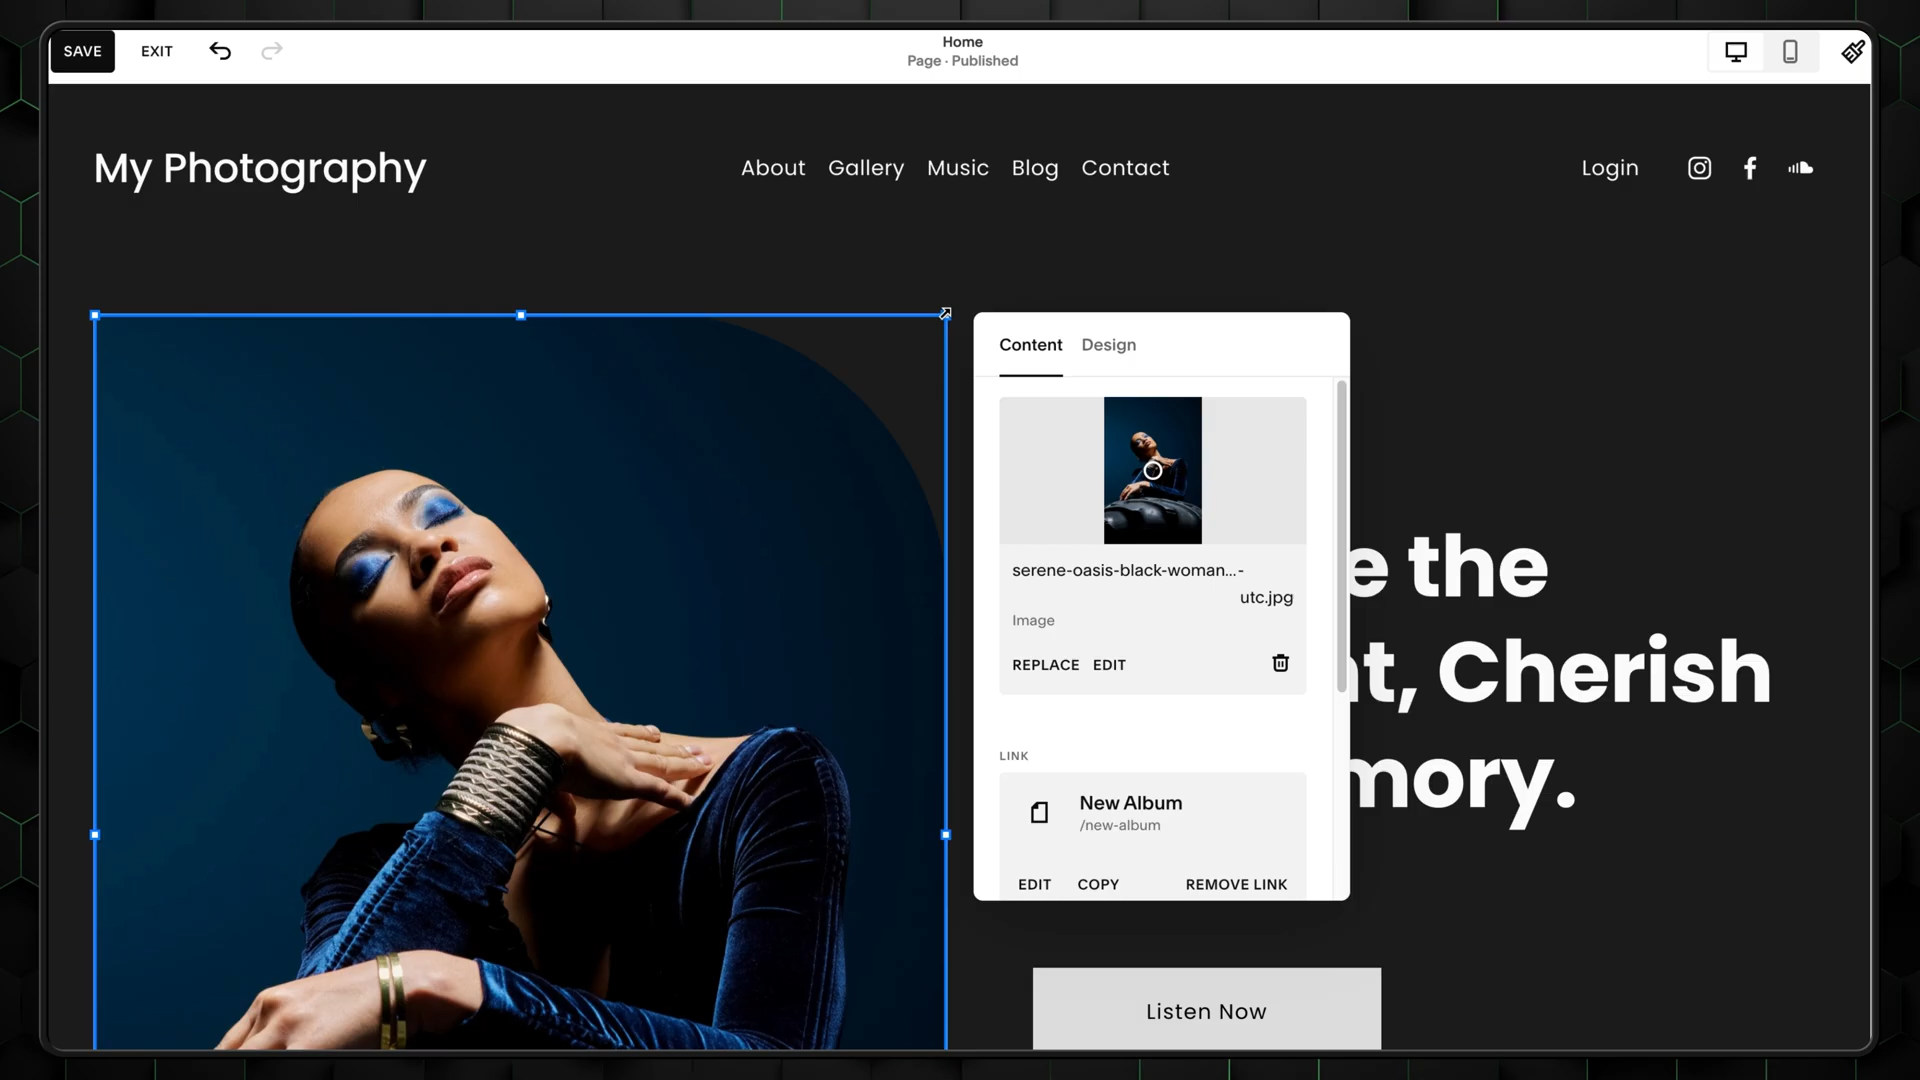 SAVE EXIT
Home
Page · Published
My Photography
About Gallery Music Blog Contact
Login
Content Design
serene-oasis-black-woman...-
utc.jpg
Image
REPLACE EDIT
LINK
New Album
/new-album
EDIT COPY REMOVE LINK
the
Cherish
Listen Now